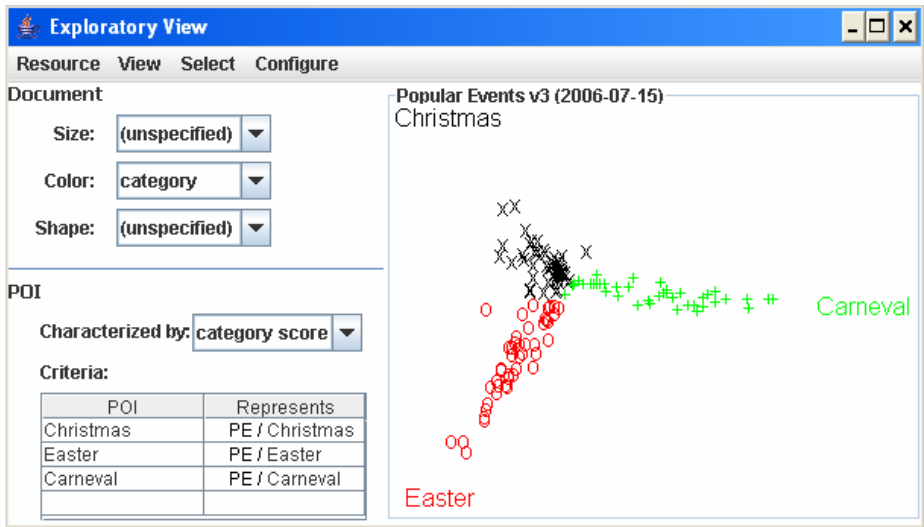 Exploratory View
Resource View Select Configure
Document
Size: (unspecified)
Color: category
Shape: (unspecified)
POI
Characterized by: category score
Criteria:
POI Represents
Christmas PE / Christmas
Easter PE / Easter
Carneval PE / Carneval
Popular Events v3 (2006-07-15)
Christmas
Carneval
Easter